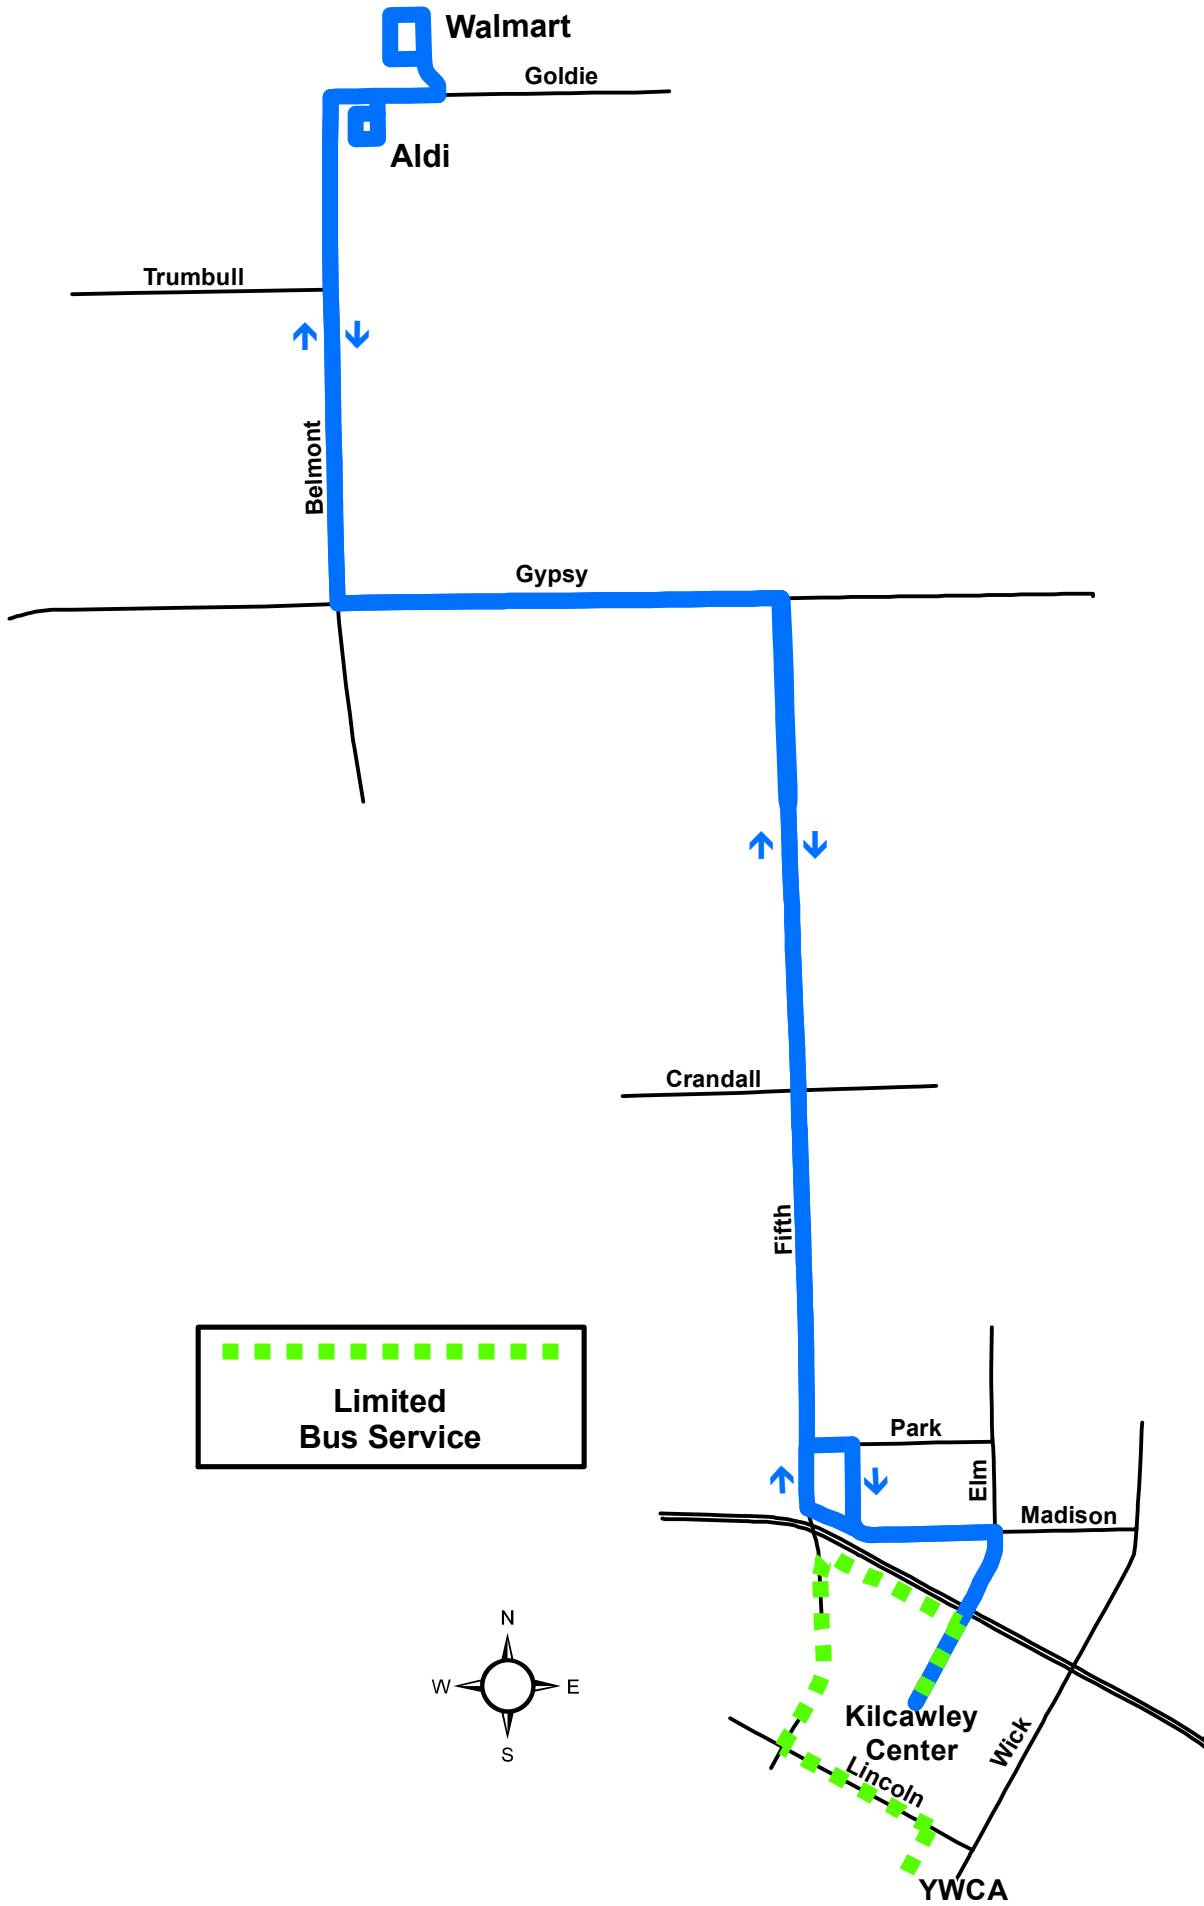 Walmart
Goldie
Aldi
Trumbull
Belmont
Gypsy
Crandall
Fifth
Limited
Bus Service
Park
Elm
Madison
N
W E
S
Kilcawley
Center
Wick
Lincoln
YWCA